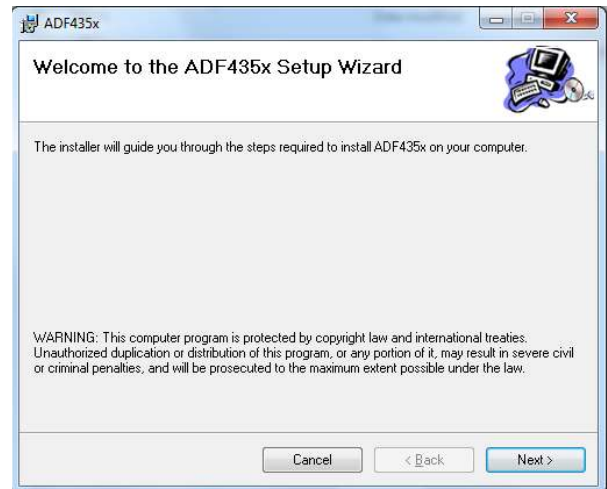 ADF435x
Welcome to the ADF435x Setup Wizard
The installer will guide you through the steps required to install ADF435x on your computer.
WARNING: This computer program is protected by copyright law and international treaties.
Unauthorized duplication or distribution of this program, or any portion of it, may result in severe civil
or criminal penalties, and will be prosecuted to the maximum extent possible under the law.
Cancel
< Back
Next >